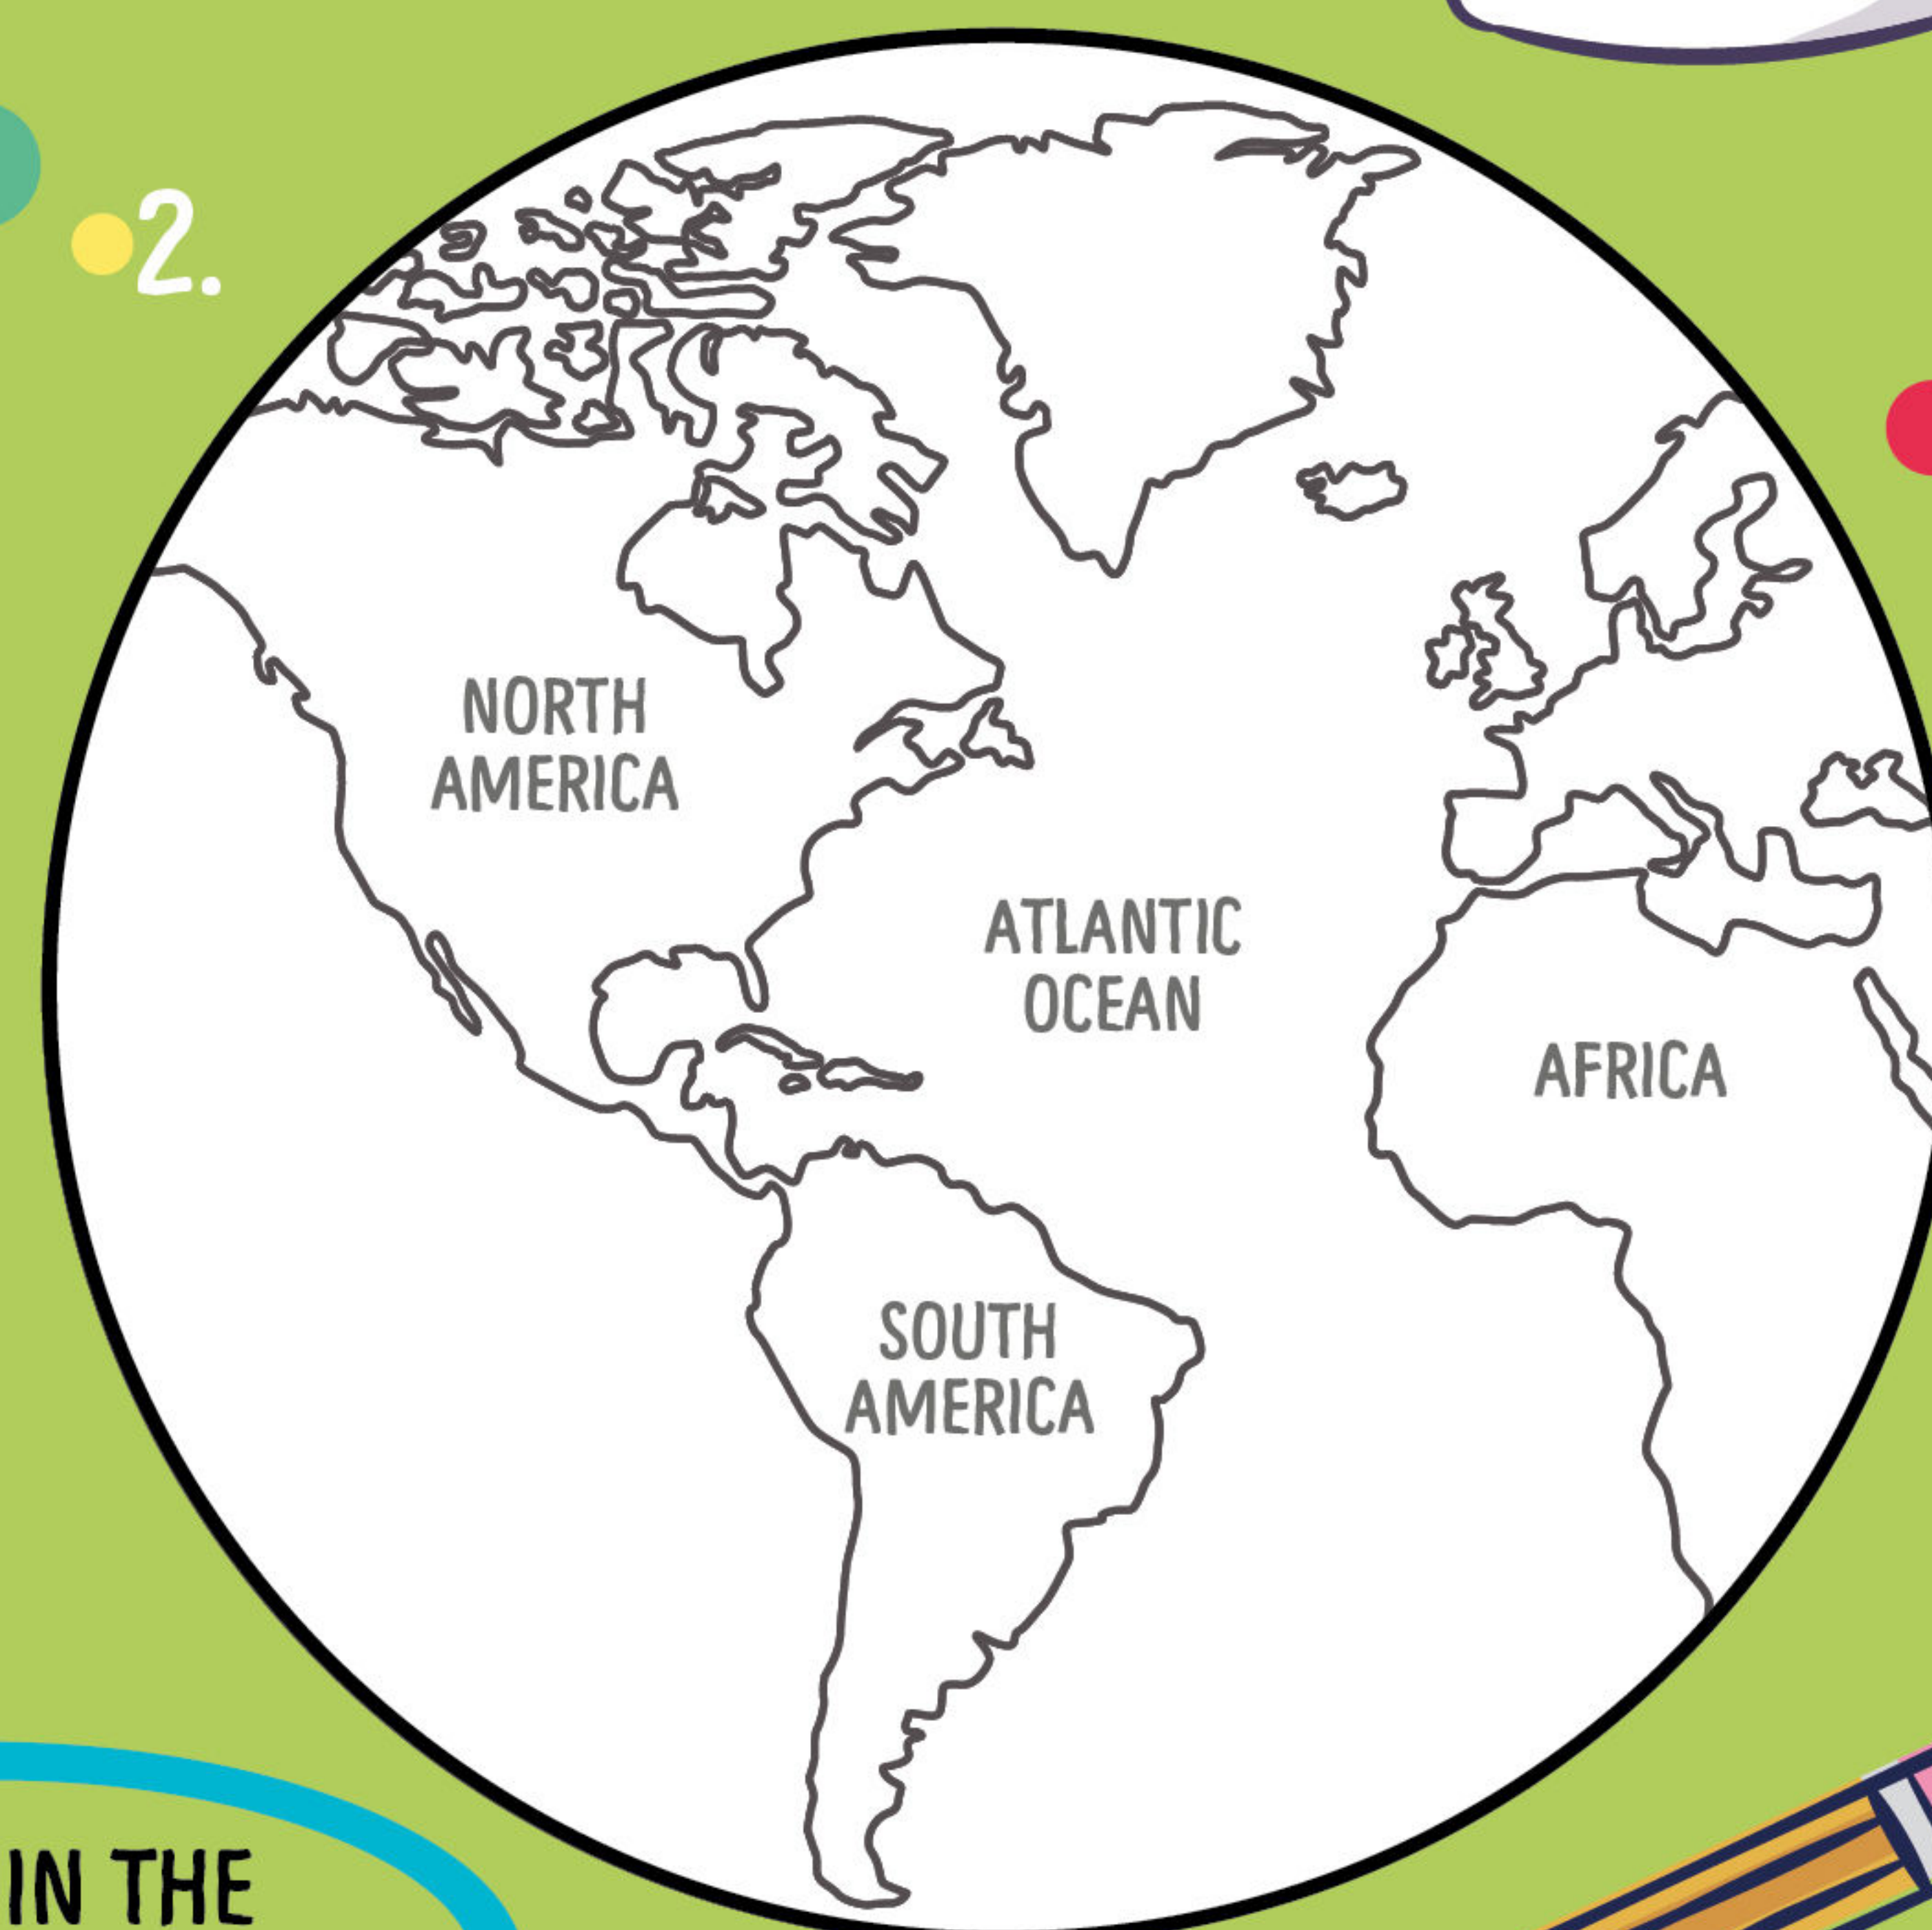 2.
NORTH
AMERICA
ATLANTIC
OCEAN
AFRICA
SOUTH
AMERICA
IN THE